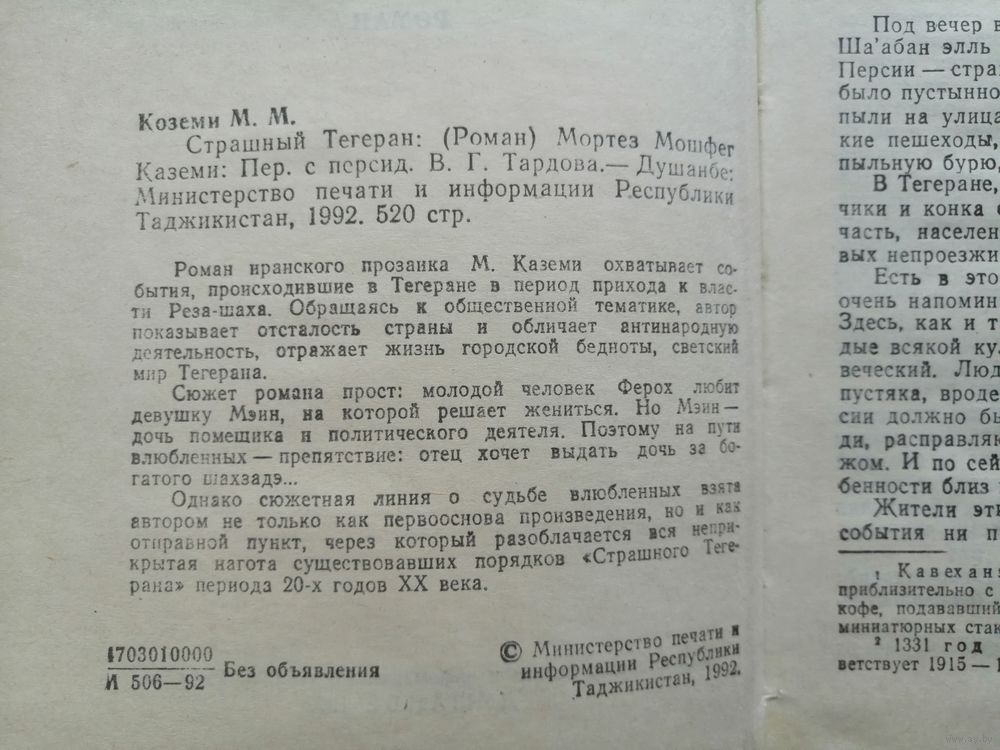 Коземи М. М.
Страшный Тегеран: (Роман) Мортез Мошфег
Каземи: Пер. с персид. В. Г. Тардова.— Душанбе:
Министерство печати и информации Республики
Таджикистан, 1992. 520 стр.
Роман иранского прозаика М. Каземи охватывает со-
бытия, происходившие в Тегеране в период прихода к влас-
ти Реза-шаха. Обращаясь к общественной тематике, автор
показывает отсталость страны и обличает антинародную
деятельность, отражает жизнь городской бедноты, светский
мир Тегерана.
Сюжет романа прост: молодой человек Ферох любит
девушку Мэин, на которой решает жениться. Но Мэин —
дочь помещика и политического деятеля. Поэтому на пути
влюбленных — препятствие: отец хочет выдать дочь за бо-
гатого шахзадэ...
Однако сюжетная линия о судьбе влюбленных взята
автором не только как первооснова произведения, но и как
отправной пункт, через который разоблачается вся непри-
крытая нагота существовавших порядков «Страшного Теге-
рана» периода 20-х годов XX века.
4703010000
И 506—92
Без объявления
© Министерство печати и
информации Республики
Таджикистан, 1992.
Под вечер в
Ша'абан элль
Персии — стра
было пустынно
пыли на улица
кие пешеходы,
пыльную бурю,
В Тегеране,
чики и конка
часть, населен
вых непроезжи
Есть в это
очень напомин
Здесь, как и т
дые всякой ку
веческий. Люд
пустяка, вроде
сии должно бы
ди, расправляю
жом. И по сей
бенности близ
Жители эти
события ни п
¹ Кавехан
приблизительно с
кофе, подававший
миниатюрных стак
² 1331 год
ветствует 1915 — 1
www.ay.by